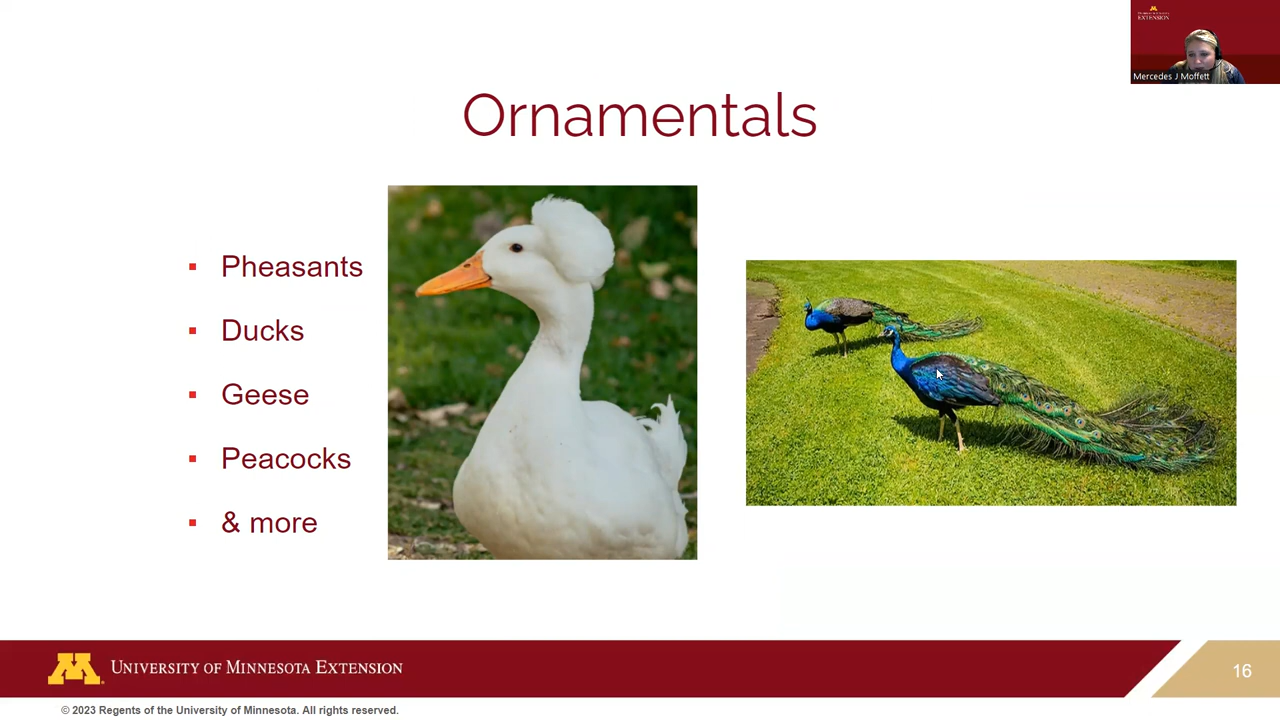 EXTENSION
Mercedes J Moffett
Ornamentals
▪ Pheasants
▪ Ducks
▪ Geese
▪ Peacocks
▪ & more
UNIVERSITY OF MINNESOTA EXTENSION
16
© 2023 Regents of the University of Minnesota. All rights reserved.